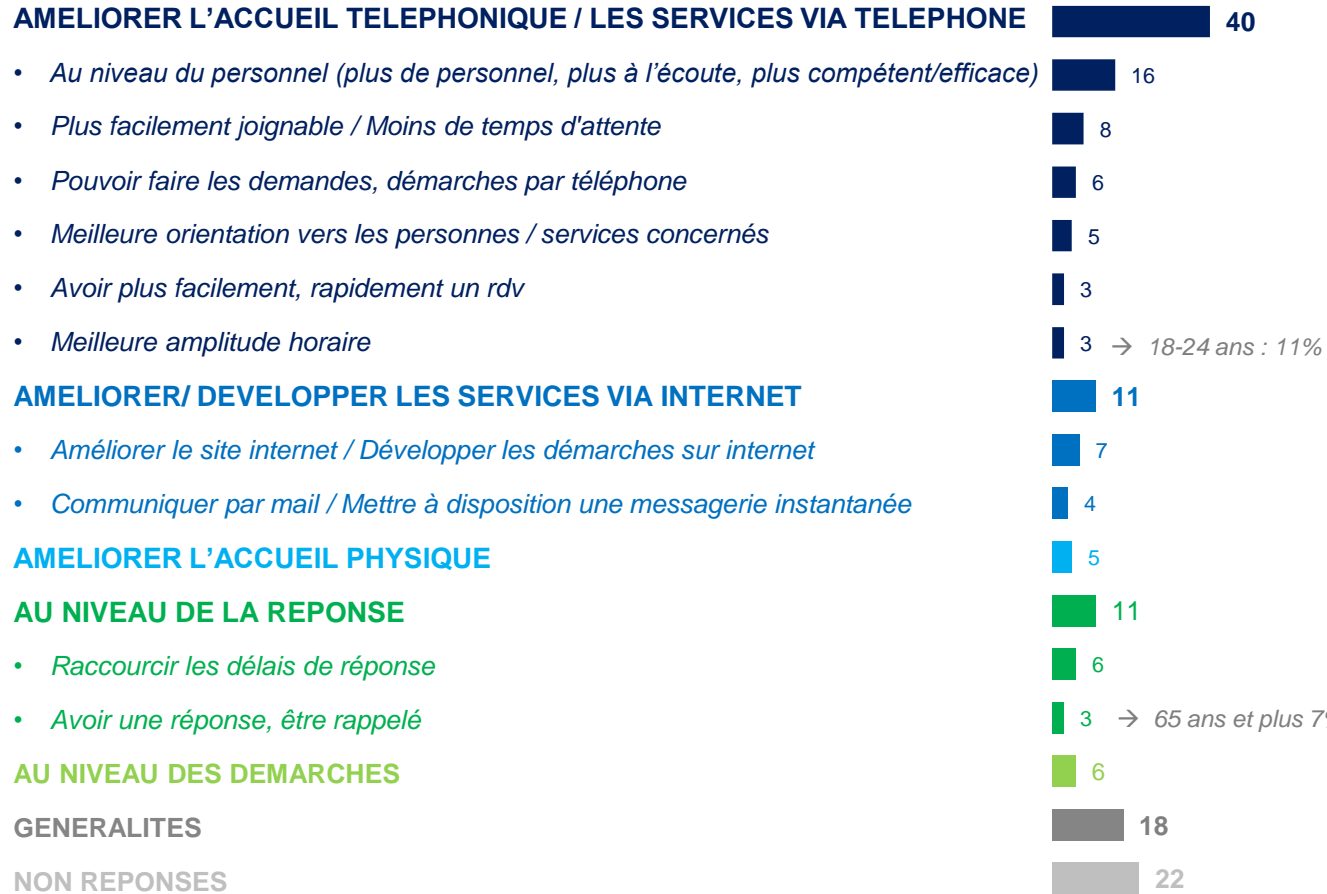 AMELIORER L'ACCUEIL TELEPHONIQUE / LES SERVICES VIA TELEPHONE 40
• Au niveau du personnel (plus de personnel, plus à l'écoute, plus compétent/efficace) 16
• Plus facilement joignable / Moins de temps d'attente 8
• Pouvoir faire les demandes, démarches par téléphone 6
• Meilleure orientation vers les personnes / services concernés 5
• Avoir plus facilement, rapidement un rdv 3
• Meilleure amplitude horaire 3 → 18-24 ans : 11%
AMELIORER/ DEVELOPPER LES SERVICES VIA INTERNET 11
• Améliorer le site internet / Développer les démarches sur internet 7
• Communiquer par mail / Mettre à disposition une messagerie instantanée 4
AMELIORER L'ACCUEIL PHYSIQUE 5
AU NIVEAU DE LA REPONSE 11
• Raccourcir les délais de réponse 6
• Avoir une réponse, être rappelé 3 → 65 ans et plus 7%
AU NIVEAU DES DEMARCHES 6
GENERALITES 18
NON REPONSES 22